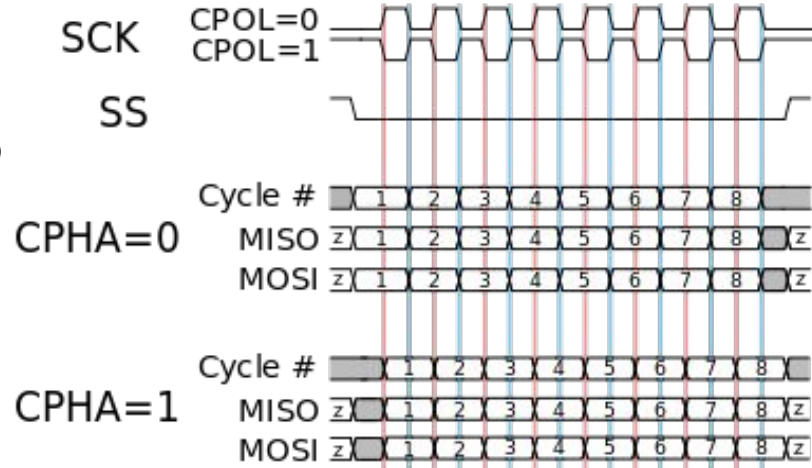 SCK CPOL=0
CPOL=1
SS
Cycle # 1 2 3 4 5 6 7 8
CPHA=0 MISO z 1 2 3 4 5 6 7 8 z
MOSI z 1 2 3 4 5 6 7 8 z
Cycle # 1 2 3 4 5 6 7 8
CPHA=1 MISO z 1 2 3 4 5 6 7 8 z
MOSI z 1 2 3 4 5 6 7 8 z